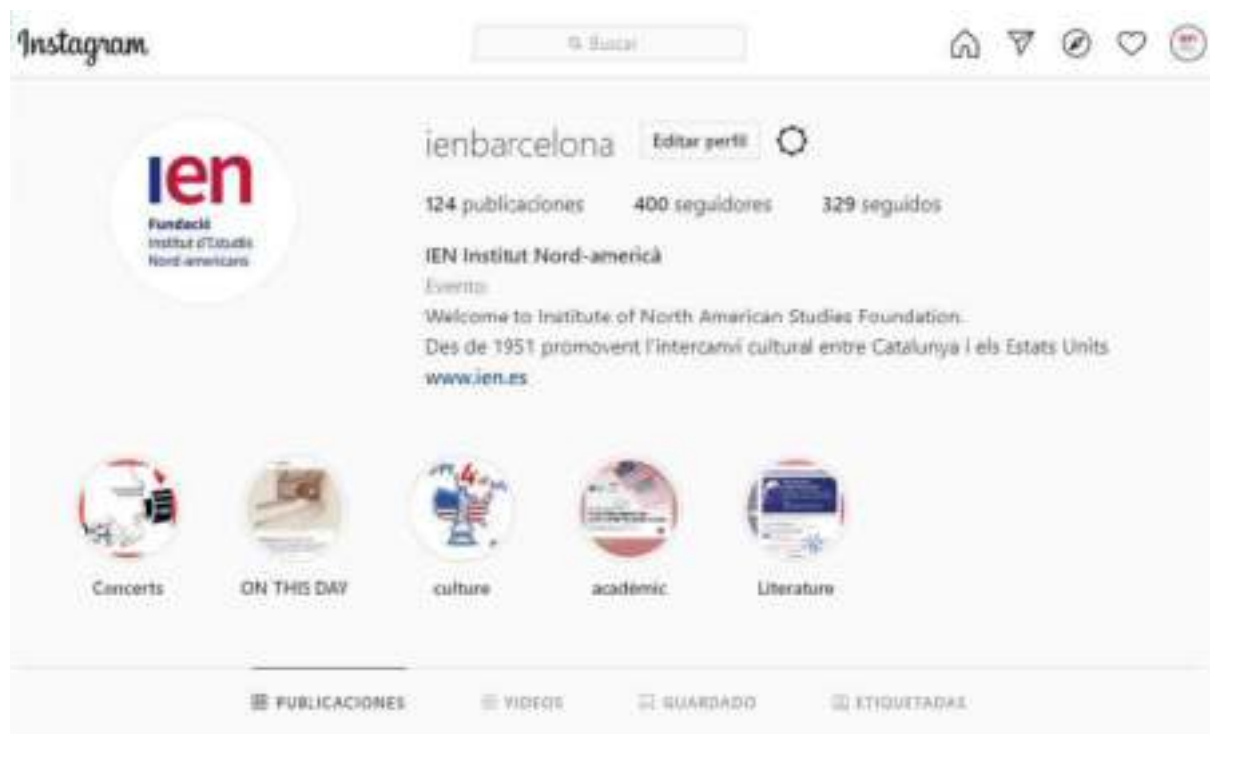 Instagram
Buscar
ien
Fundació
Institut d'Estudis
Nord-americans
ienbarcelona Editar perfil
124 publicaciones 400 seguidores 329 seguidos
IEN Institut Nord-americà
Evento
Welcome to Institute of North American Studies Foundation.
Des de 1951 promovent l'intercanvi cultural entre Catalunya i els Estats Units
www.ien.es
Concerts ON THIS DAY culture acadèmic Literature
PUBLICACIONES VIDEOS GUARDADO ETIQUETADAS